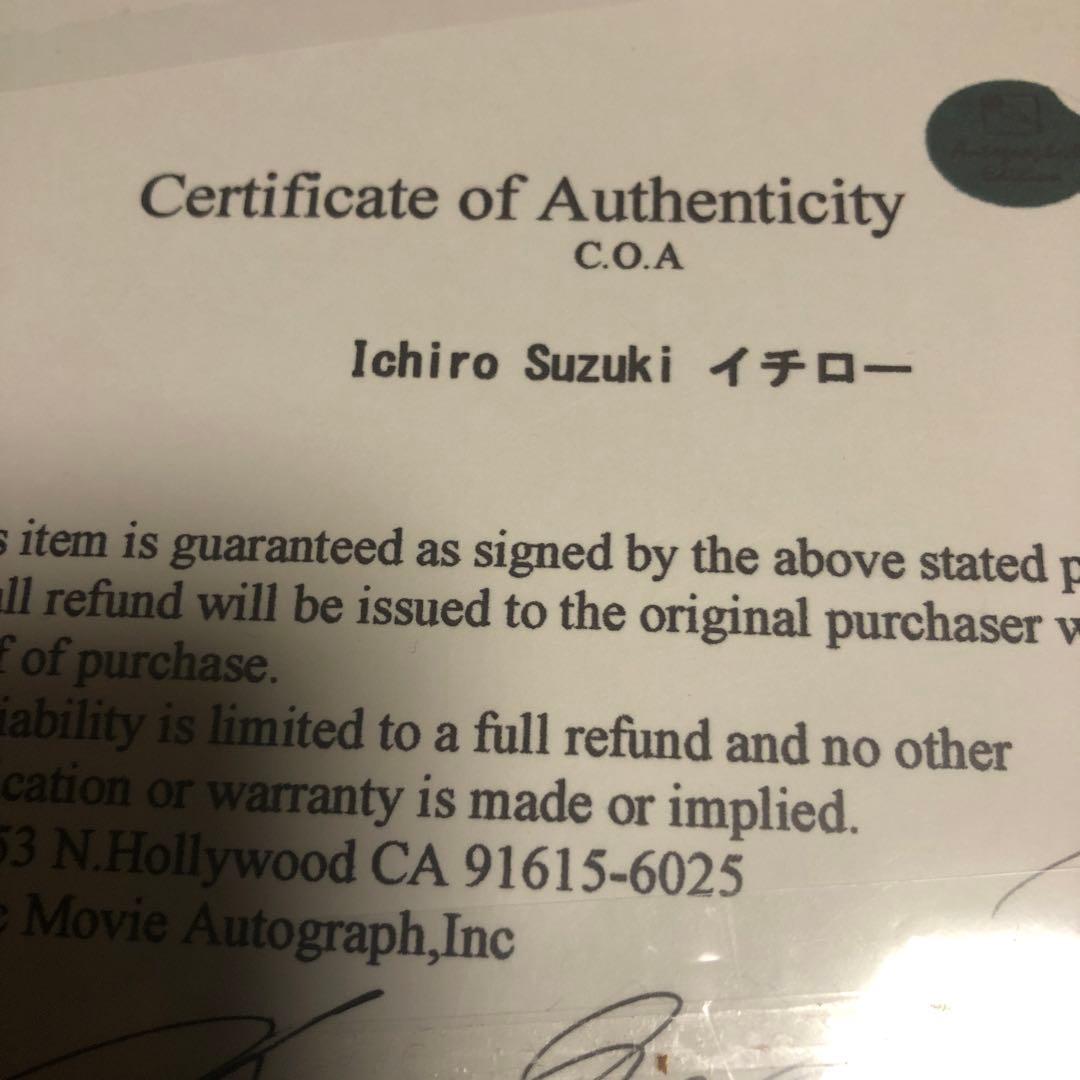 Certificate of Authenticity
C.O.A
Ichiro Suzuki イチロー
s item is guaranteed as signed by the above stated p
ll refund will be issued to the original purchaser w
f of purchase.
iability is limited to a full refund and no other
cation or warranty is made or implied.
53 N.Hollywood CA 91615-6025
c Movie Autograph,Inc